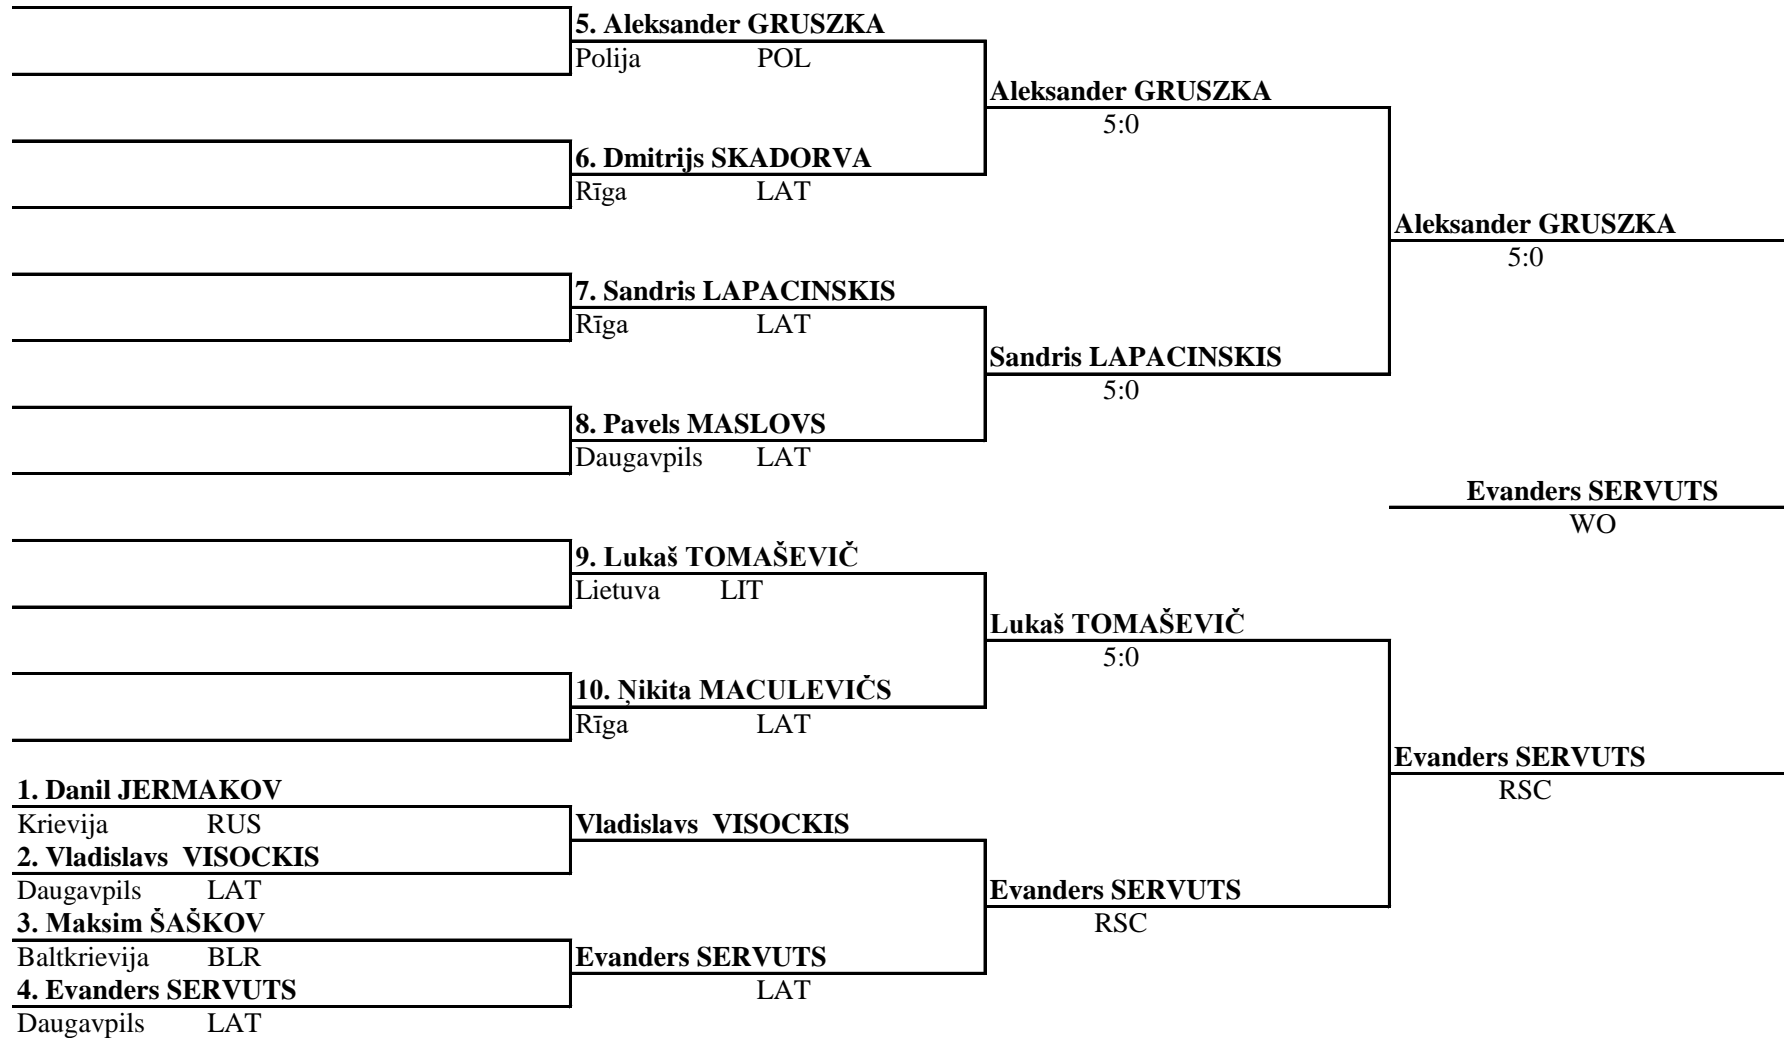 5. Aleksander GRUSZKA
Polija POL
Aleksander GRUSZKA
5:0
6. Dmitrijs SKADORVA
Rīga LAT
Aleksander GRUSZKA
5:0
7. Sandris LAPACINSKIS
Rīga LAT
Sandris LAPACINSKIS
5:0
8. Pavels MASLOVS
Daugavpils LAT
Evanders SERVUTS
WO
9. Lukaš TOMAŠEVIČ
Lietuva LIT
Lukaš TOMAŠEVIČ
5:0
10. Ņikita MACULEVIČS
Rīga LAT
Evanders SERVUTS
RSC
1. Danil JERMAKOV
Krievija RUS
Vladislavs VISOCKIS
2. Vladislavs VISOCKIS
Daugavpils LAT
Evanders SERVUTS
RSC
3. Maksim ŠAŠKOV
Baltkrievija BLR
Evanders SERVUTS
LAT
4. Evanders SERVUTS
Daugavpils LAT